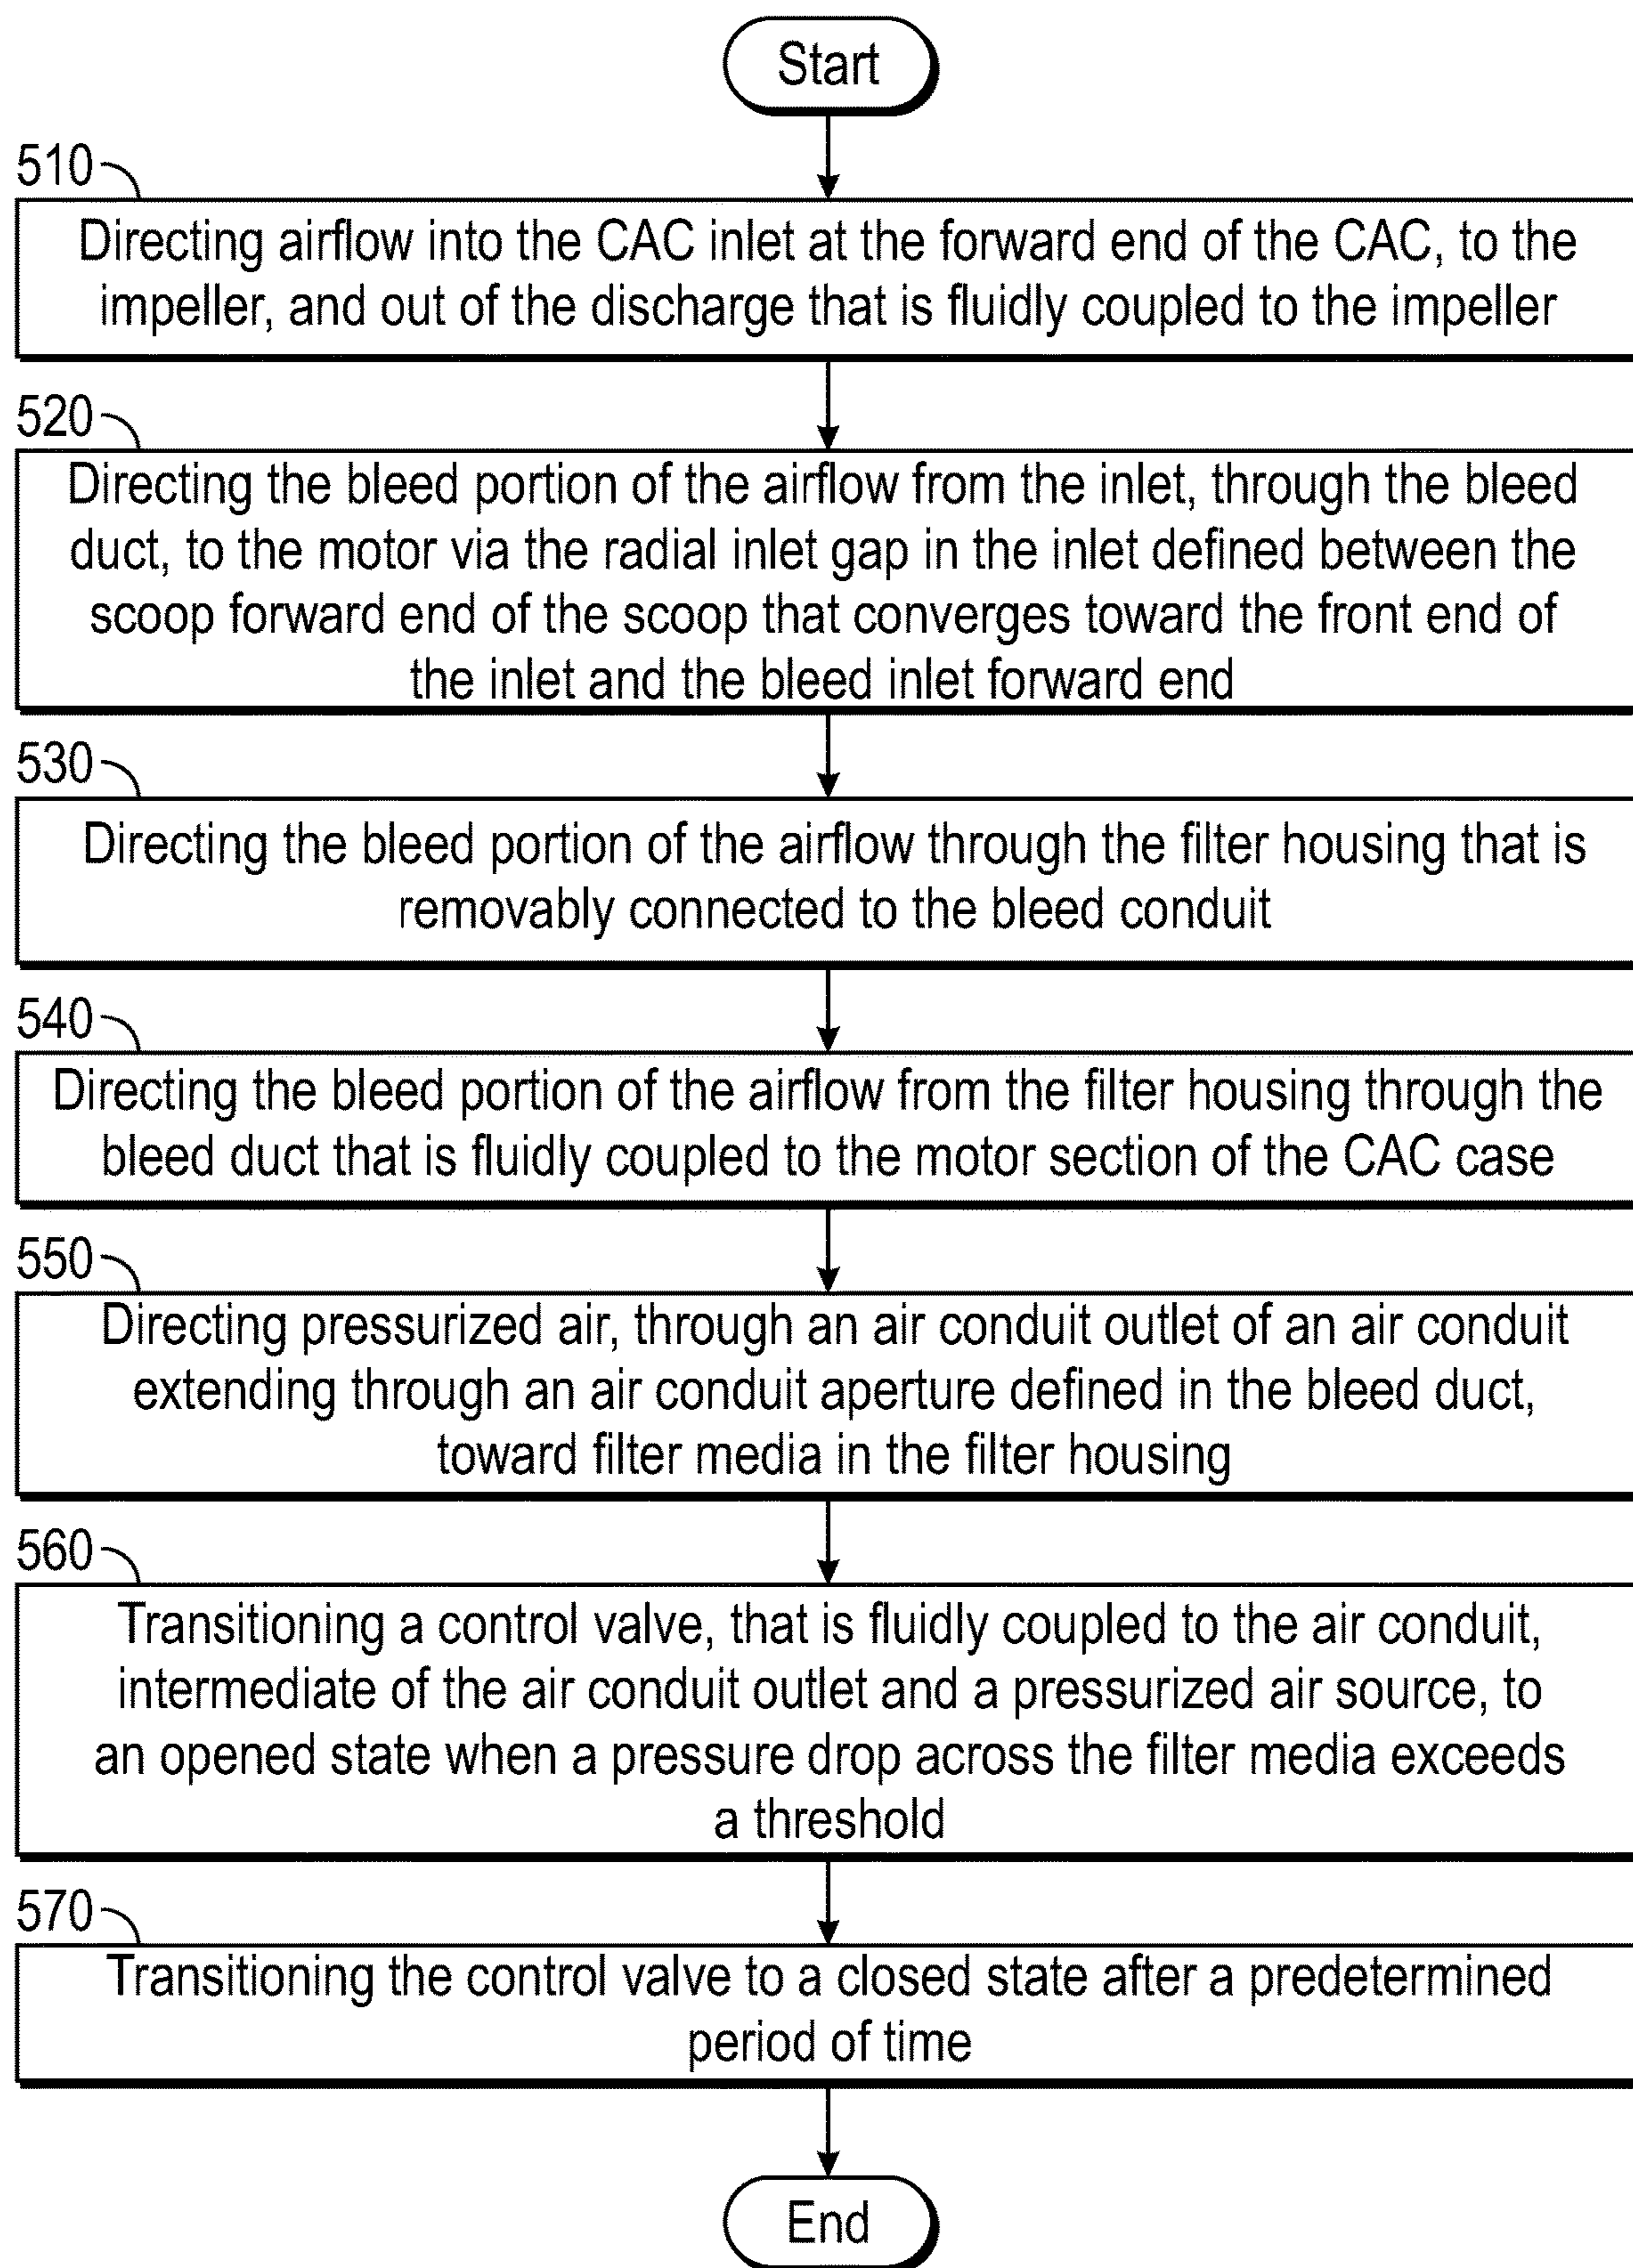 Start
510
Directing airflow into the CAC inlet at the forward end of the CAC, to the
impeller, and out of the discharge that is fluidly coupled to the impeller
520
Directing the bleed portion of the airflow from the inlet, through the bleed
duct, to the motor via the radial inlet gap in the inlet defined between the
scoop forward end of the scoop that converges toward the front end of
the inlet and the bleed inlet forward end
530
Directing the bleed portion of the airflow through the filter housing that is
removably connected to the bleed conduit
540
Directing the bleed portion of the airflow from the filter housing through the
bleed duct that is fluidly coupled to the motor section of the CAC case
550
Directing pressurized air, through an air conduit outlet of an air conduit
extending through an air conduit aperture defined in the bleed duct,
toward filter media in the filter housing
560
Transitioning a control valve, that is fluidly coupled to the air conduit,
intermediate of the air conduit outlet and a pressurized air source, to
an opened state when a pressure drop across the filter media exceeds
a threshold
570
Transitioning the control valve to a closed state after a predetermined
period of time
End